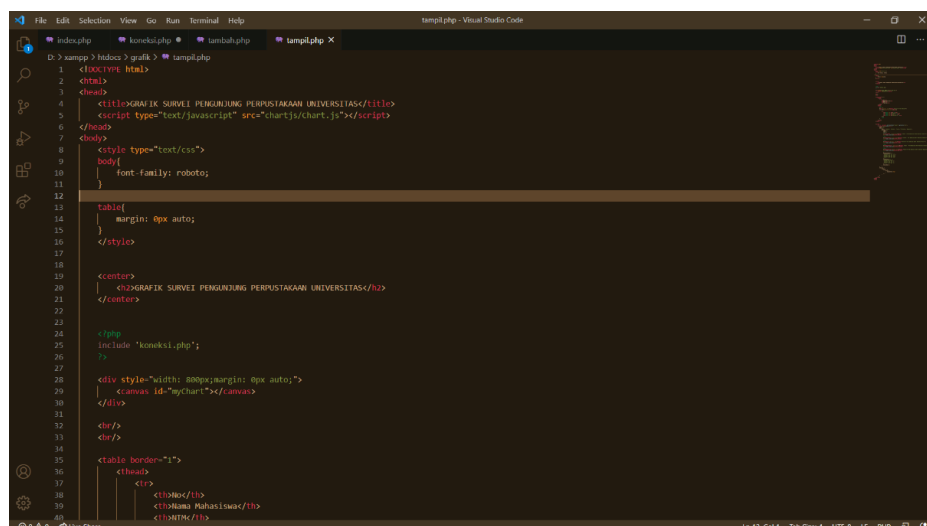 File Edit Selection View Go Run Terminal Help
tampil.php - Visual Studio Code
index.php koneksi.php tambah.php tampil.php
D: > xampp > htdocs > grafik > tampil.php
1 <!DOCTYPE html>
2 <html>
3 <head>
4 <title>GRAFIK SURVEI PENGUNJUNG PERPUSTAKAAN UNIVERSITAS</title>
5 <script type="text/javascript" src="chartjs/Chart.js"></script>
6 </head>
7 <body>
8 <style type="text/css">
9 body{
10 font-family: roboto;
11 }
12
13 table{
14 margin: 0px auto;
15 }
16 </style>
17
18
19 <center>
20 <h2>GRAFIK SURVEI PENGUNJUNG PERPUSTAKAAN UNIVERSITAS</h2>
21 </center>
22
23
24 <?php
25 include 'koneksi.php';
26 ?>
27
28 <div style="width: 800px;margin: 0px auto;">
29 <canvas id="myChart"></canvas>
30 </div>
31
32 <br/>
33 <br/>
34
35 <table border="1">
36 <thead>
37 <tr>
38 <th>No</th>
39 <th>Nama Mahasiswa</th>
40 <th>NIM</th>